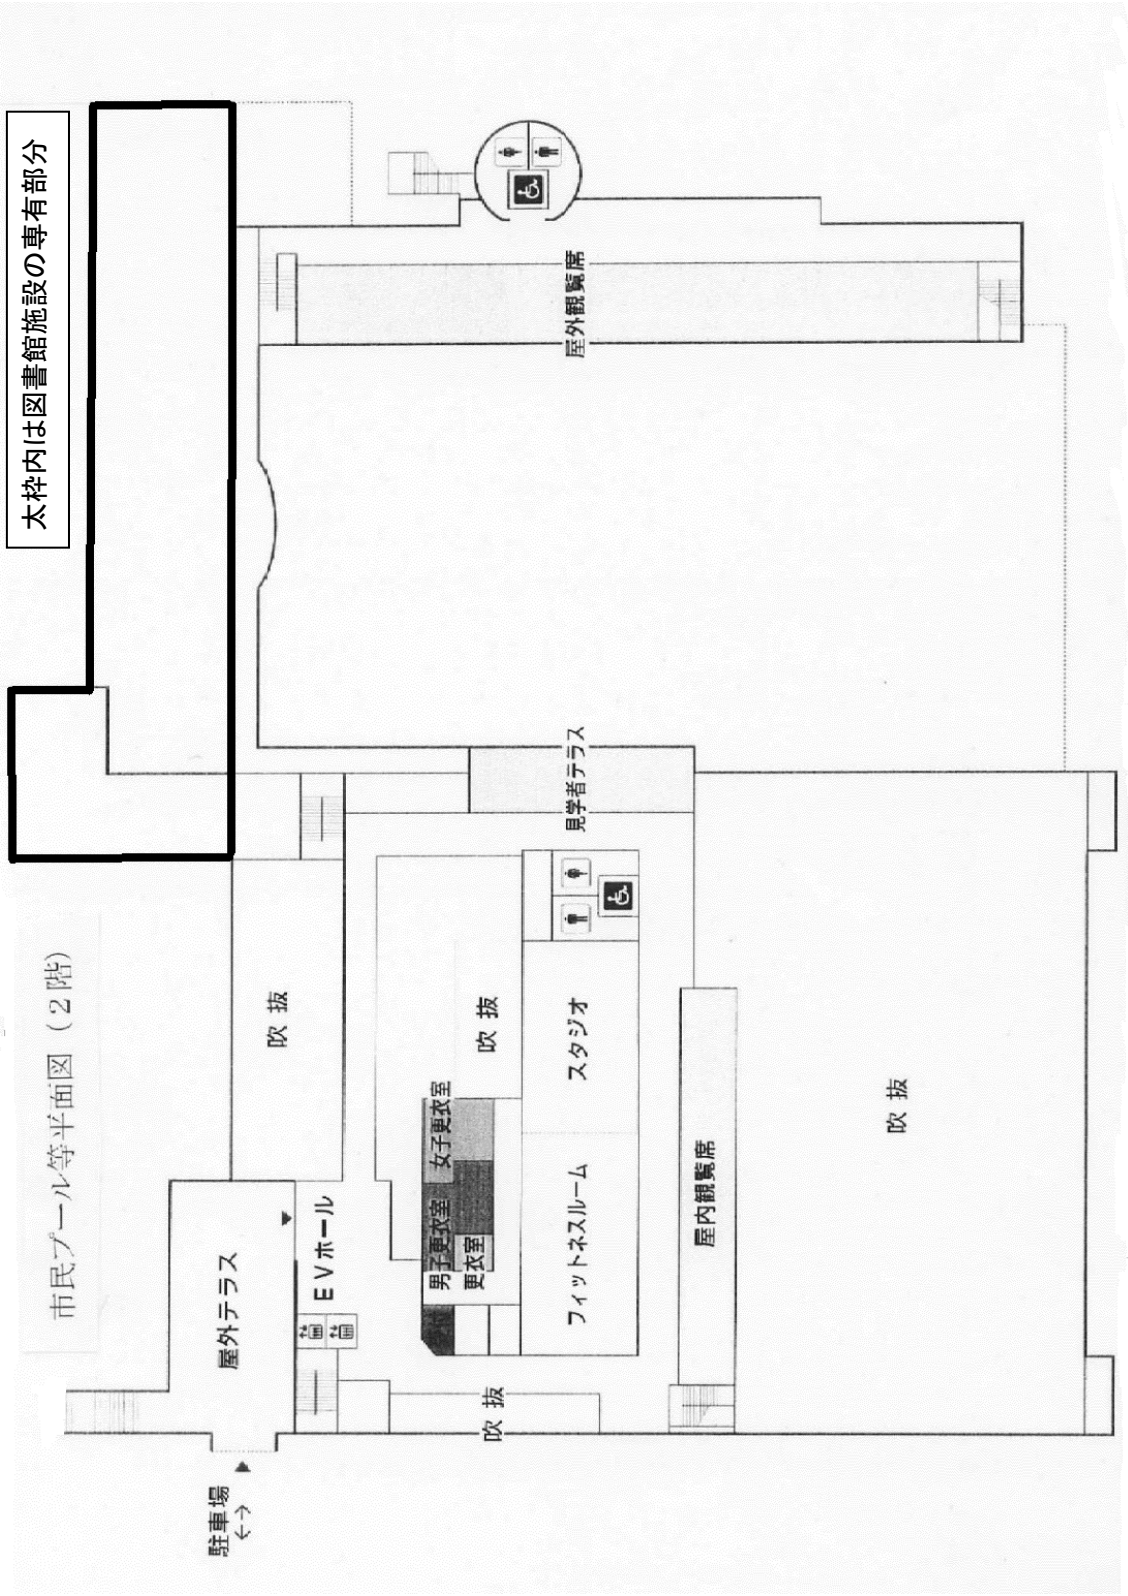 市民プール等平面図（２階）
太枠内は図書館施設の専有部分
駐車場
屋外テラス
ＥＶホール
吹抜
吹抜
男子更衣室
女子更衣室
更衣室
吹抜
フィットネスルーム
スタジオ
見学者テラス
屋外観覧席
吹抜
屋内観覧席
吹抜